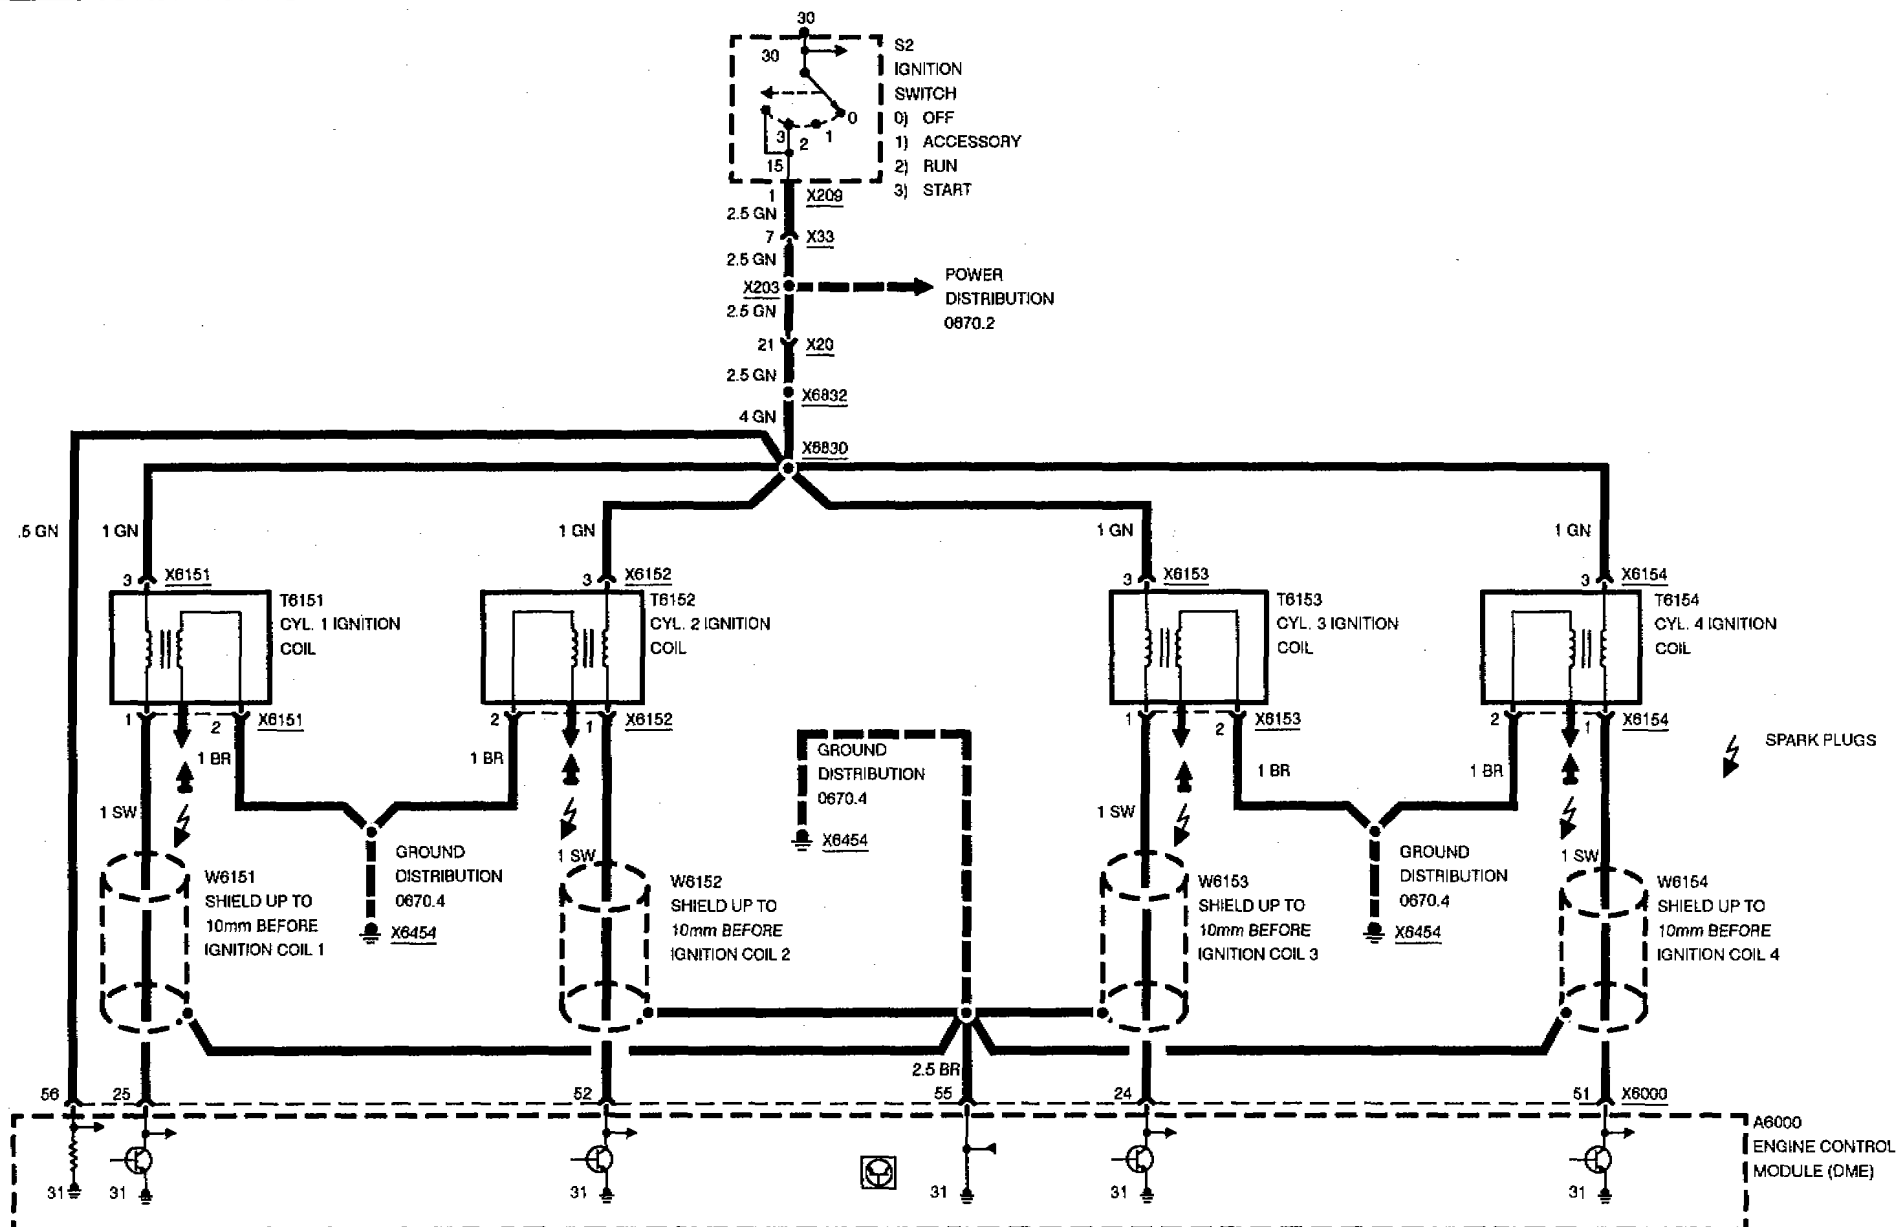 30
S2
30
IGNITION
SWITCH
0) OFF
0
3
2
1
1) ACCESSORY
15
2) RUN
3) START
1 X209
2.5 GN
7 X33
2.5 GN
POWER
X203
DISTRIBUTION
2.5 GN
0670.2
21 X20
2.5 GN
X6832
4 GN
X6830
.5 GN
1 GN
1 GN
1 GN
1 GN
3 X6151
3 X6152
3 X6153
3 X6154
T6151
CYL. 1 IGNITION
COIL
T6152
CYL. 2 IGNITION
COIL
T6153
CYL. 3 IGNITION
COIL
T6154
CYL. 4 IGNITION
COIL
1 2 X6151
2 1 X6152
1 2 X6153
2 1 X6154
SPARK PLUGS
1 BR
1 BR
1 BR
1 BR
GROUND
DISTRIBUTION
0670.4
X6454
1 SW
1 SW
1 SW
1 SW
GROUND
DISTRIBUTION
0670.4
X6454
GROUND
DISTRIBUTION
0670.4
X6454
W6151
SHIELD UP TO
10mm BEFORE
IGNITION COIL 1
W6152
SHIELD UP TO
10mm BEFORE
IGNITION COIL 2
W6153
SHIELD UP TO
10mm BEFORE
IGNITION COIL 3
W6154
SHIELD UP TO
10mm BEFORE
IGNITION COIL 4
2.5 BR
56 25 52 55 24 51 X6000
A6000
ENGINE CONTROL
MODULE (DME)
31 31 31 31 31 31